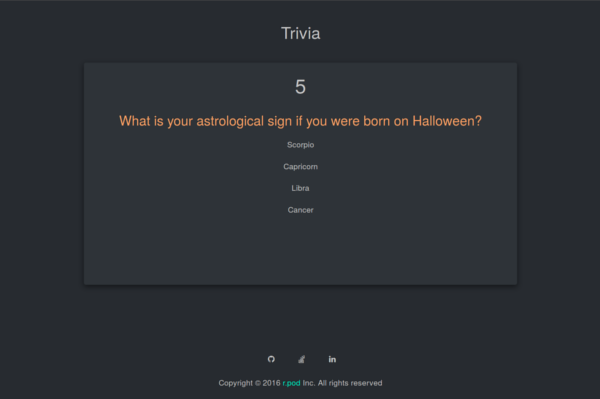 Trivia
5
What is your astrological sign if you were born on Halloween?
Scorpio
Capricorn
Libra
Cancer
Copyright © 2016 r.pod Inc. All rights reserved